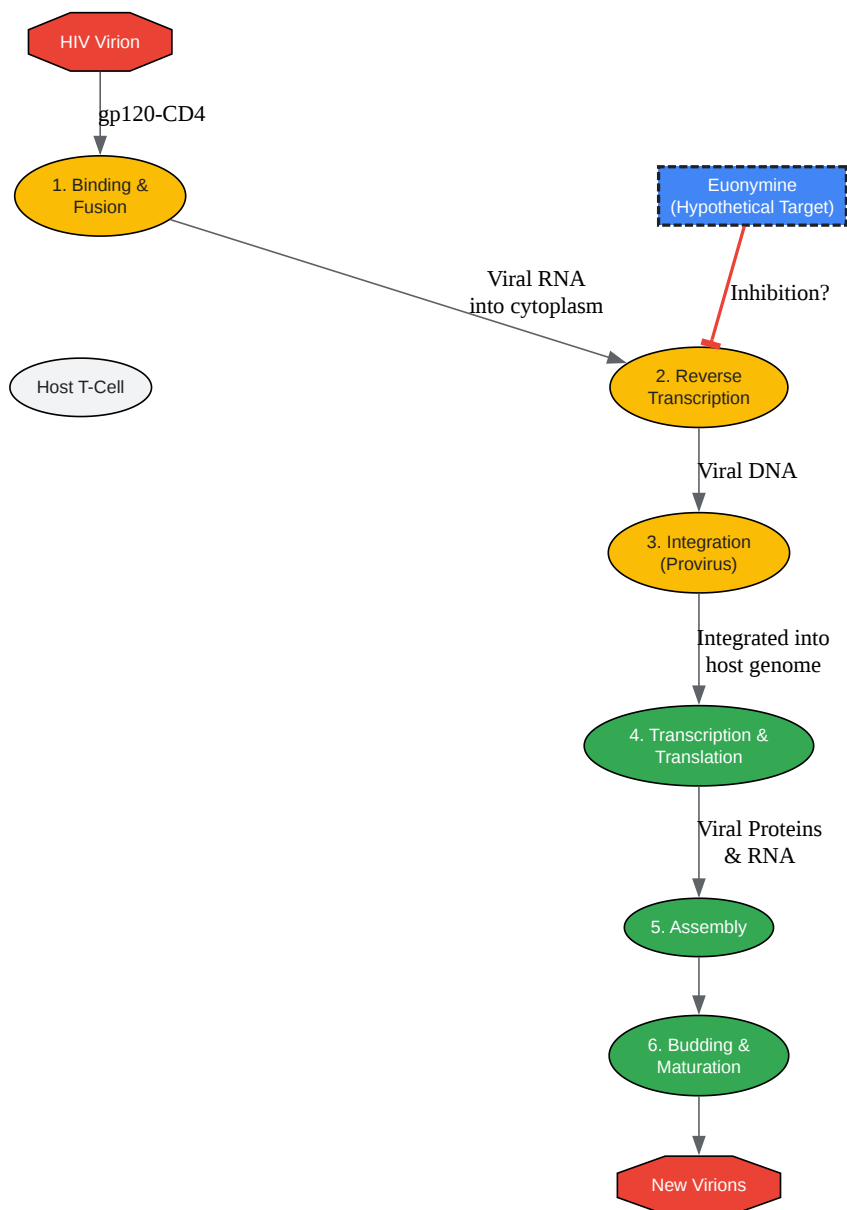 HIV Virion
gp120-CD4
1. Binding &
Fusion
Euonymine
(Hypothetical Target)
Viral RNA
into cytoplasm
Inhibition?
Host T-Cell
2. Reverse
Transcription
Viral DNA
3. Integration
(Provirus)
Integrated into
host genome
4. Transcription &
Translation
Viral Proteins
& RNA
5. Assembly
6. Budding &
Maturation
New Virions